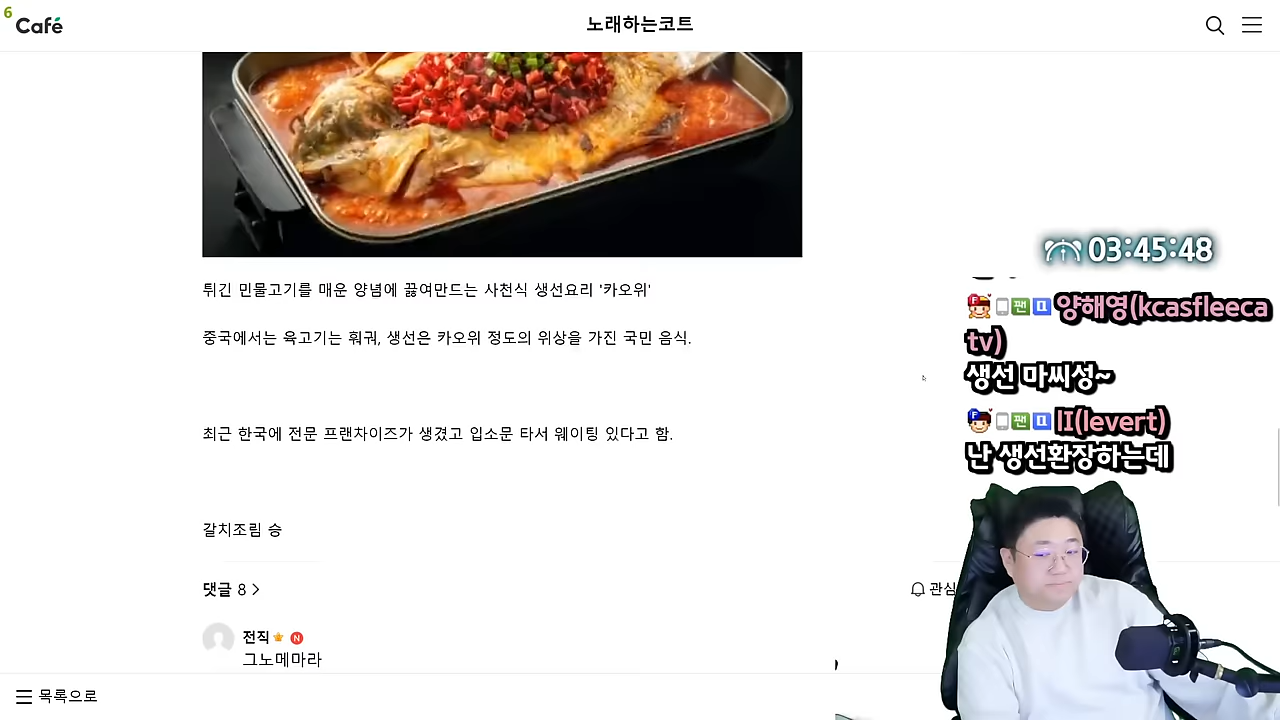 6
Café
노래하는코트
튀긴 민물고기를 매운 양념에 끓여만드는 사천식 생선요리 '카오위'
중국에서는 육고기는 훠궈, 생선은 카오위 정도의 위상을 가진 국민 음식.
최근 한국에 전문 프랜차이즈가 생겼고 입소문 타서 웨이팅 있다고 함.
갈치조림 승
댓글 8
관심
전직 N
그노메마라
목록으로
03:45:48
F 팬 양해영(kcasfleeca
tv)
생선 마씨성~
F 팬 lI(levert)
난 생선환장하는데